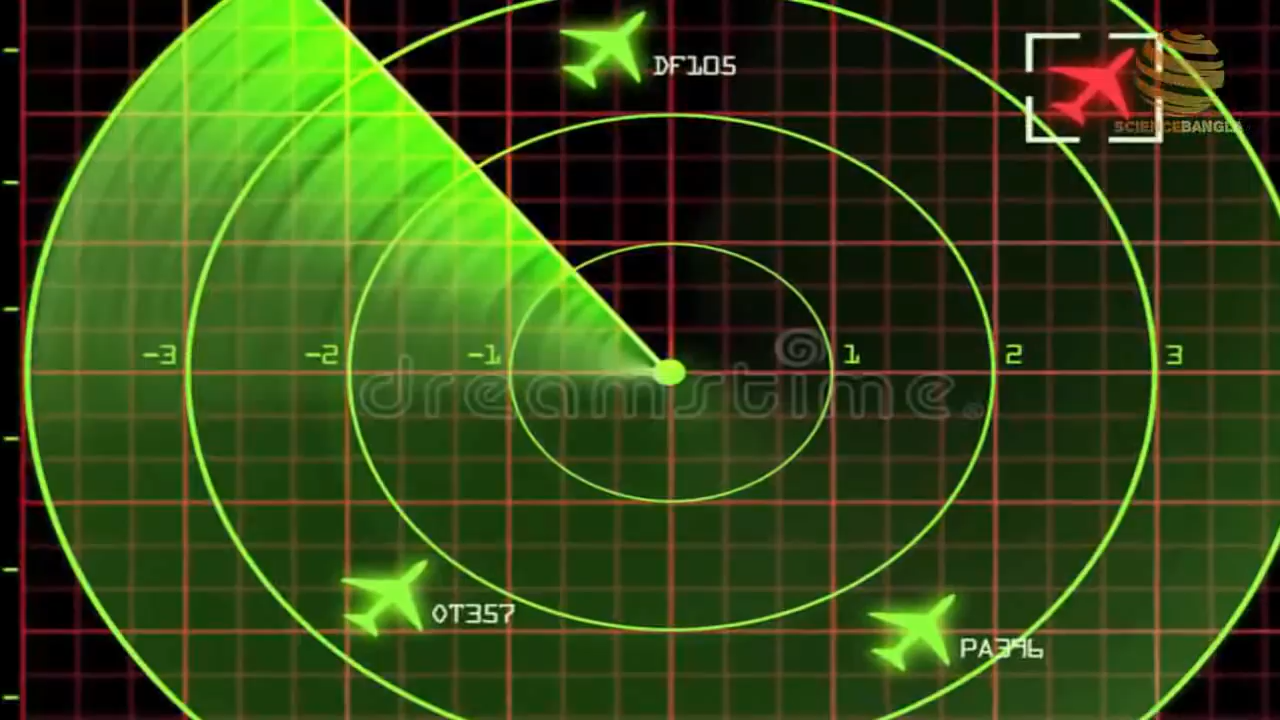 DF105
SCIENCEBANGLA
-3 -2 -1 1 2 3
dreamstime.
OT357
PA396